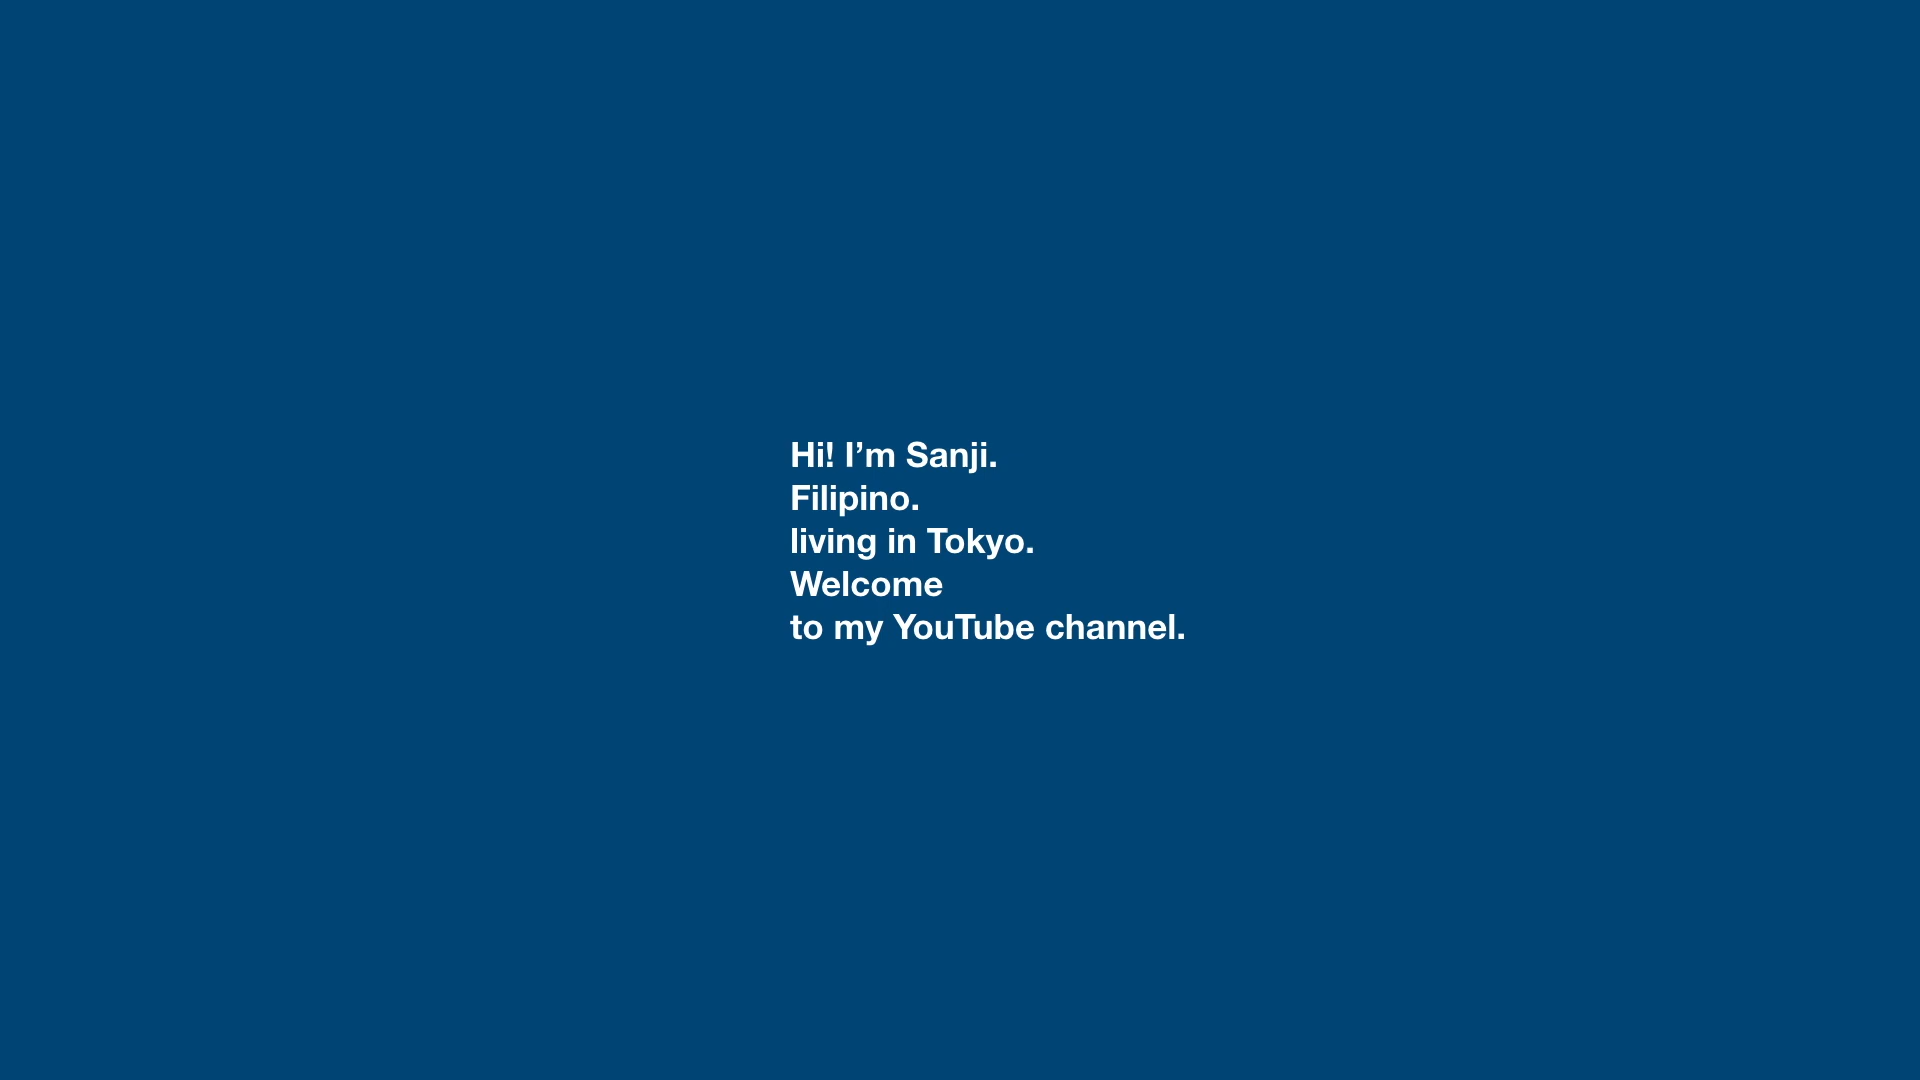 Hi! I’m Sanji.
Filipino.
living in Tokyo.
Welcome
to my YouTube channel.